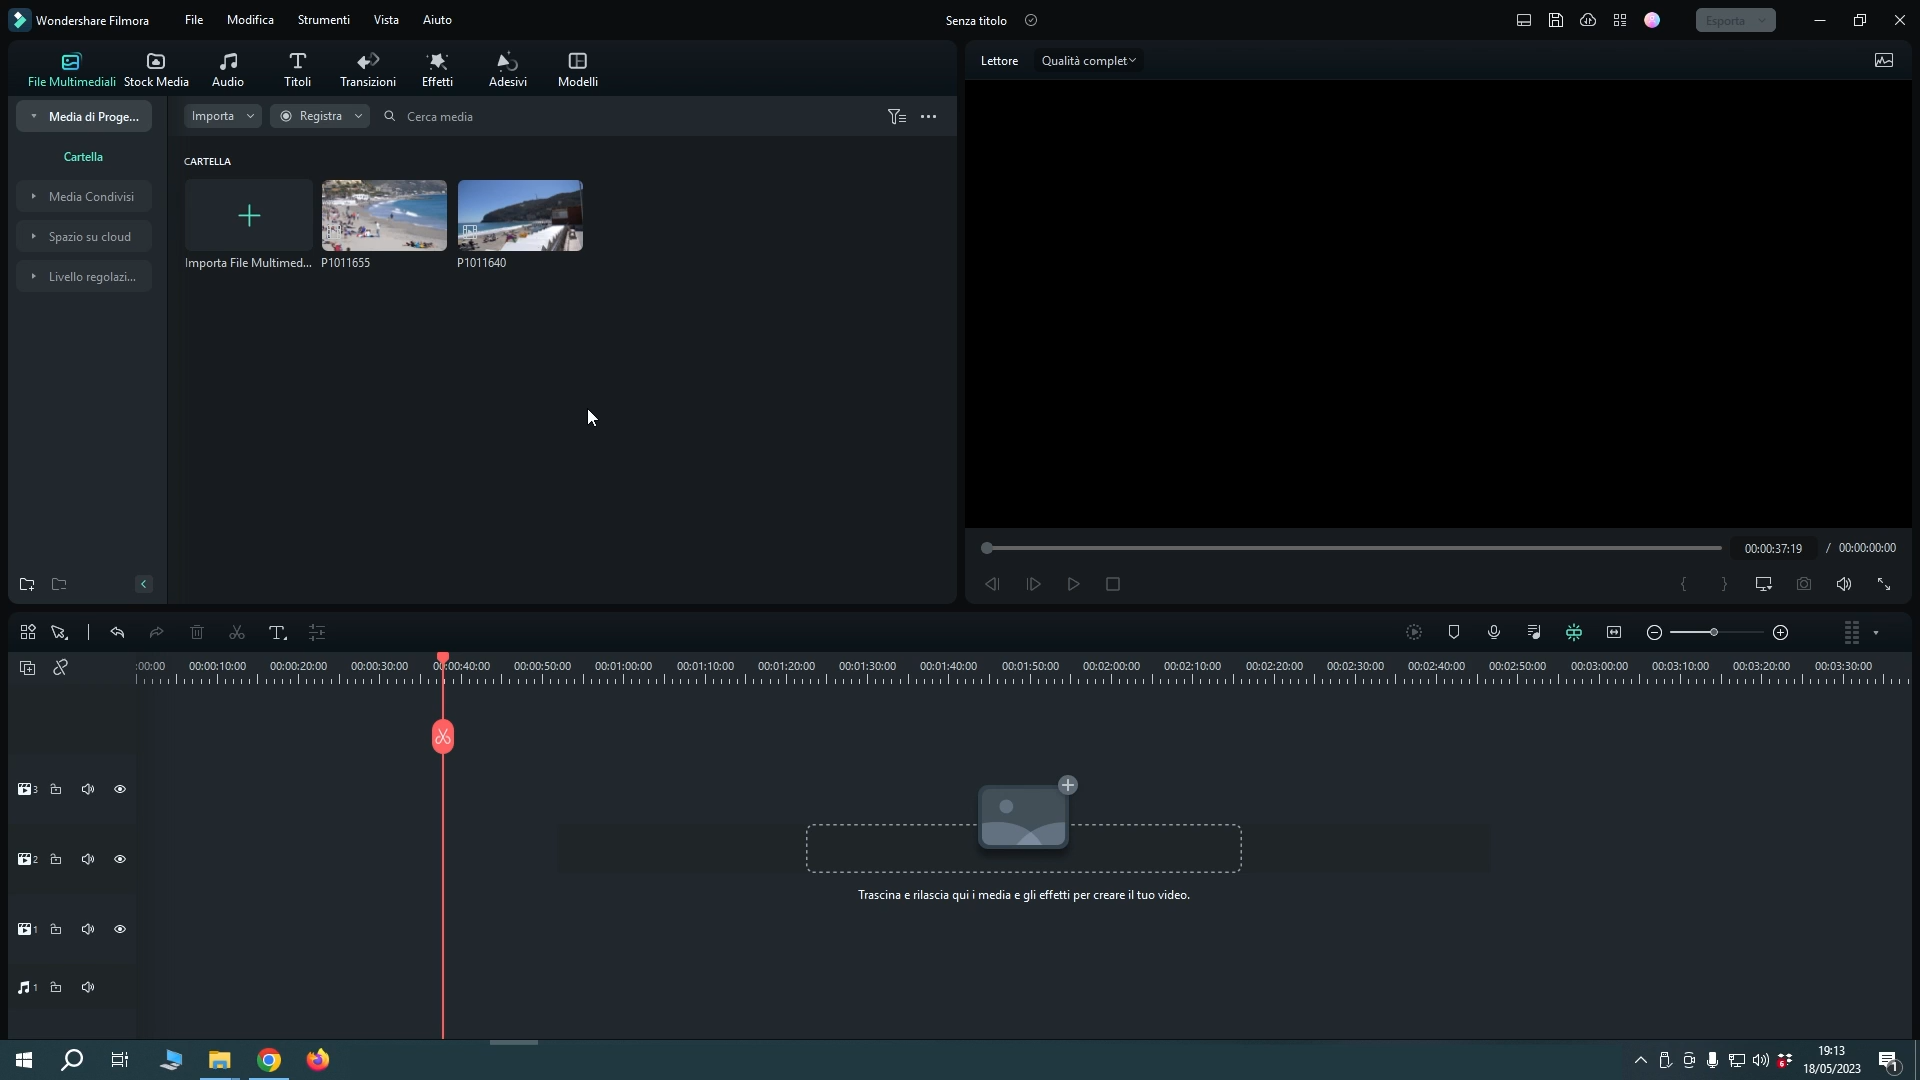 Wondershare Filmora
File Modifica Strumenti Vista Aiuto
Senza titolo
Esporta
File Multimediali Stock Media Audio Titoli Transizioni Effetti Adesivi Modelli
Lettore Qualità complet
Media di Proge...
Importa Registra Cerca media
Cartella
CARTELLA
Media Condivisi
Spazio su cloud
Livello regolazi...
Importa File Multimed... P1011655 P1011640
00:00:37:19 / 00:00:00:00
:00:00 00:00:10:00 00:00:20:00 00:00:30:00 00:00:40:00 00:00:50:00 00:01:00:00 00:01:10:00 00:01:20:00 00:01:30:00 00:01:40:00 00:01:50:00 00:02:00:00 00:02:10:00 00:02:20:00 00:02:30:00 00:02:40:00 00:02:50:00 00:03:00:00 00:03:10:00 00:03:20:00 00:03:30:00
3
2
Trascina e rilascia qui i media e gli effetti per creare il tuo video.
1
1
19:13
18/05/2023
6
1